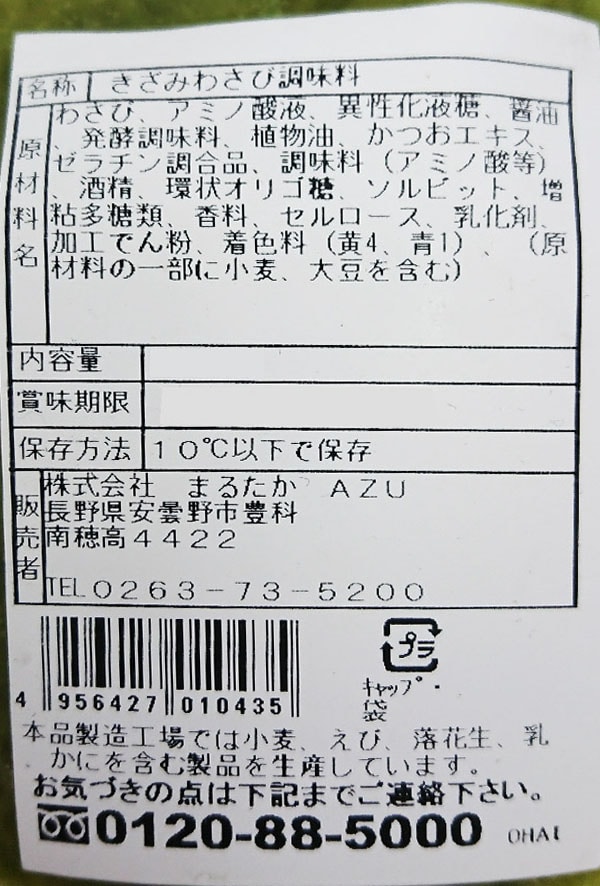 名称 きざみわさび調味料
原材料名
わさび、アミノ酸液、異性化液糖、醤油
、発酵調味料、植物油、かつおエキス、
ゼラチン調合品、調味料（アミノ酸等）
、酒精、環状オリゴ糖、ソルビット、増
粘多糖類、香料、セルロース、乳化剤、
加工でん粉、着色料（黄4、青1）、（原
材料の一部に小麦、大豆を含む）
内容量
賞味期限
保存方法 10℃以下で保存
販売者
株式会社 まるたか AZU
長野県安曇野市豊科
南穂高4422
TEL0263-73-5200
4 956427 010435
プラ
キャップ・
袋
本品製造工場では小麦、えび、落花生、乳
かにを含む製品を生産しています。
お気づきの点は下記までご連絡下さい。
0120-88-5000